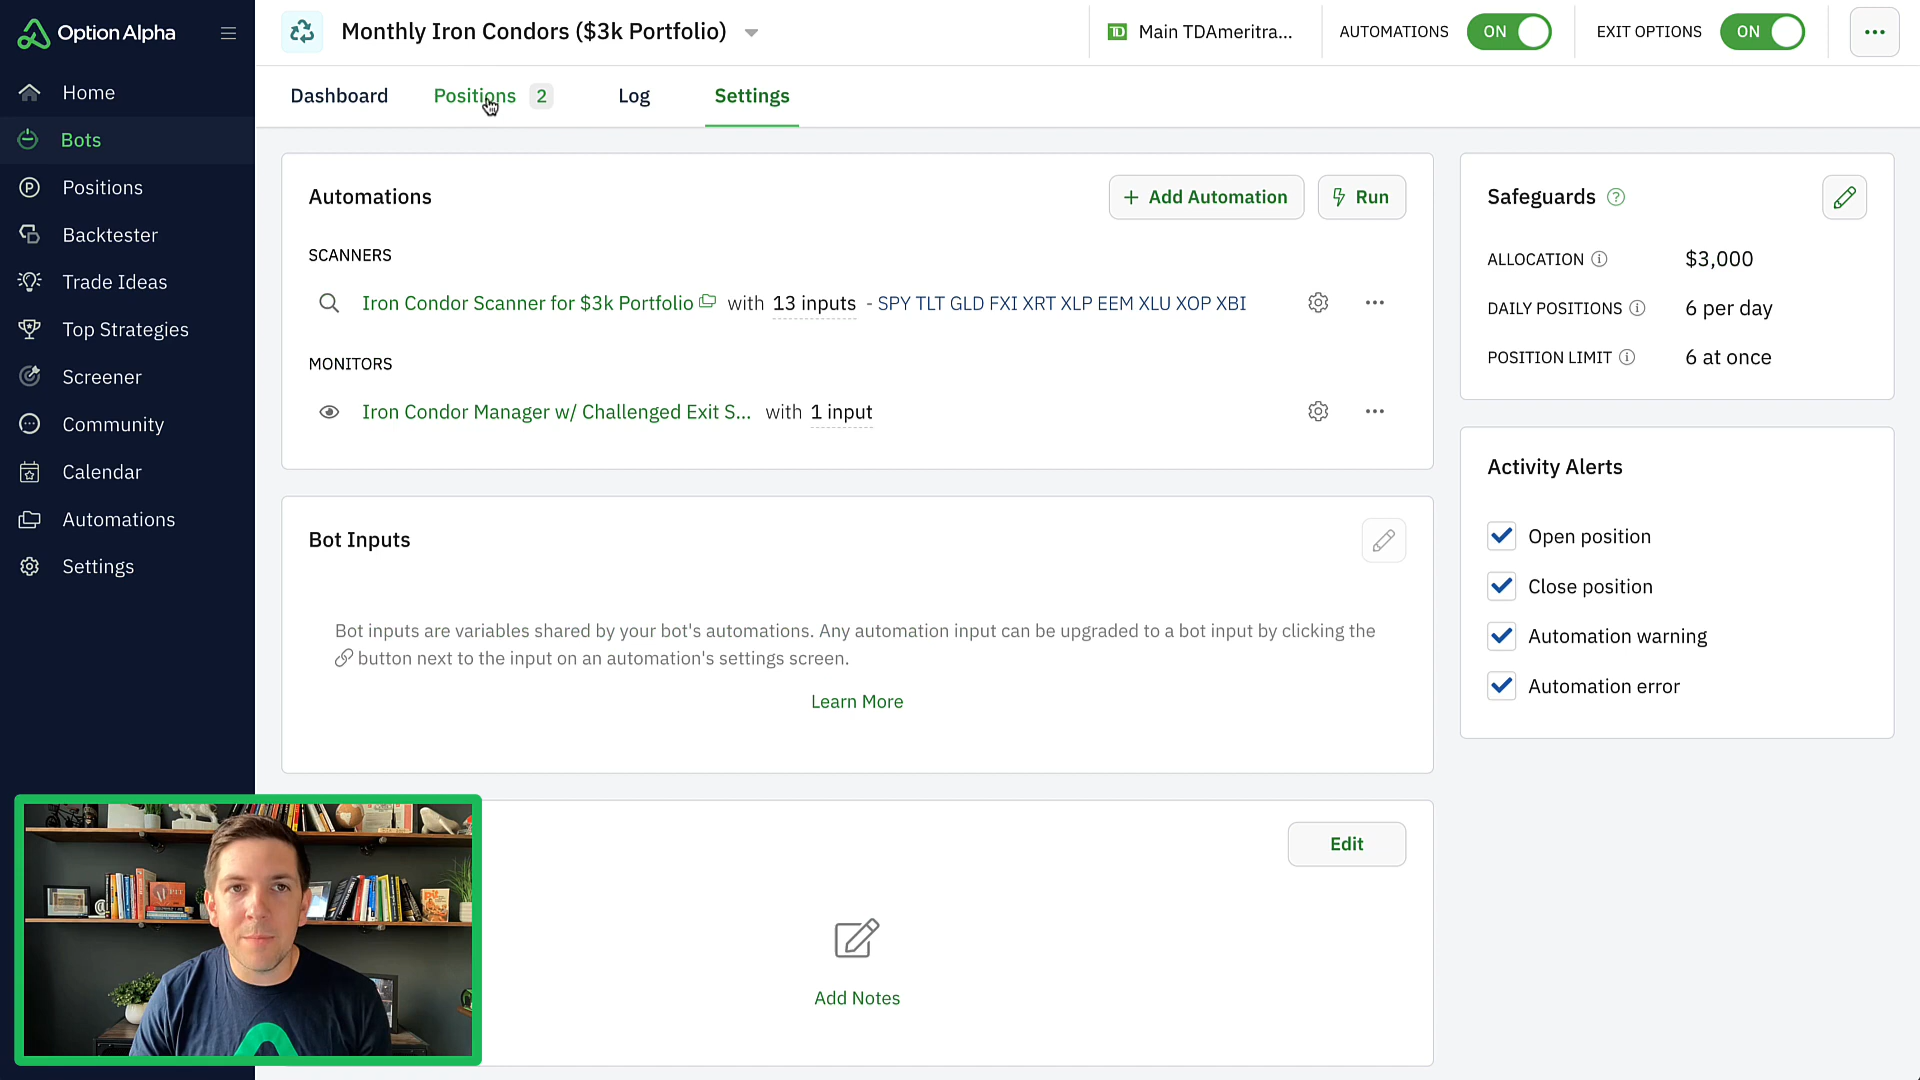 Option Alpha
Home
Bots
Positions
Backtester
Trade Ideas
Top Strategies
Screener
Community
Calendar
Automations
Settings
Monthly Iron Condors ($3k Portfolio)
Main TDAmeritra...
AUTOMATIONS
ON
EXIT OPTIONS
ON
Dashboard
Positions 2
Log
Settings
Automations
+ Add Automation
Run
SCANNERS
Iron Condor Scanner for $3k Portfolio with 13 inputs - SPY TLT GLD FXI XRT XLP EEM XLU XOP XBI
MONITORS
Iron Condor Manager w/ Challenged Exit S... with 1 input
Bot Inputs
Bot inputs are variables shared by your bot's automations. Any automation input can be upgraded to a bot input by clicking the
button next to the input on an automation's settings screen.
Learn More
Edit
Add Notes
Safeguards
ALLOCATION $3,000
DAILY POSITIONS 6 per day
POSITION LIMIT 6 at once
Activity Alerts
Open position
Close position
Automation warning
Automation error